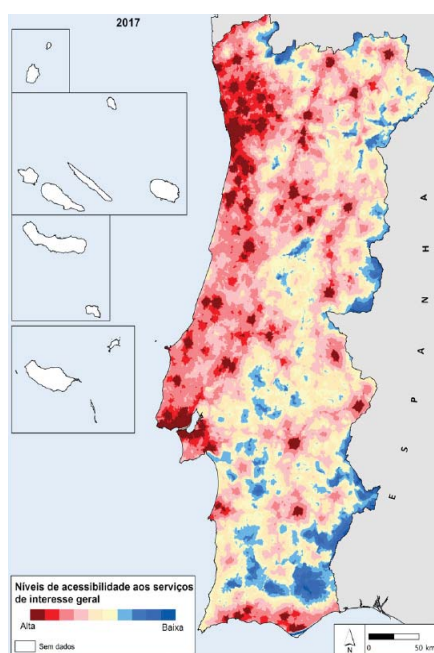 2017
ESPANHA
Níveis de acessibilidade aos serviços
de interesse geral
Alta
Baixa
Sem dados
N
0
50 km